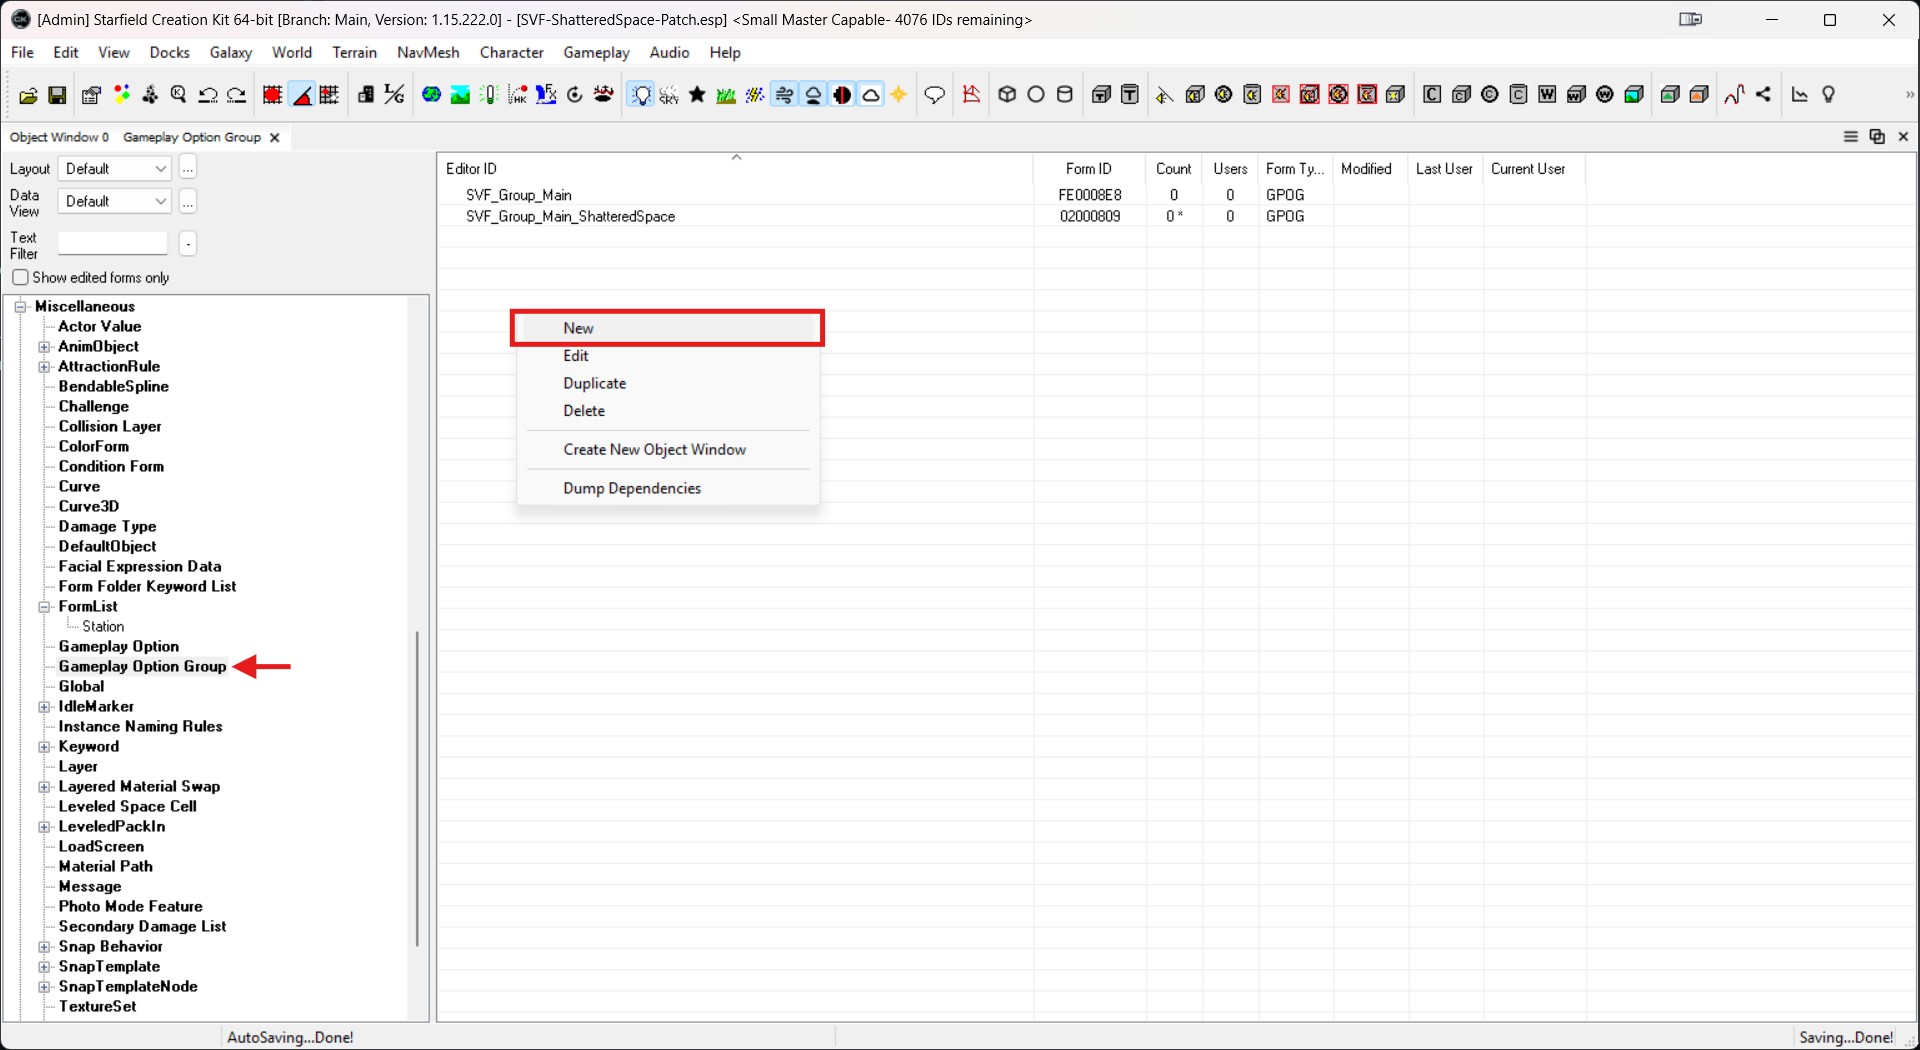 [Admin] Starfield Creation Kit 64-bit [Branch: Main, Version: 1.15.222.0] - [SVF-ShatteredSpace-Patch.esp] <Small Master Capable- 4076 IDs remaining>
File Edit View Docks Galaxy World Terrain NavMesh Character Gameplay Audio Help
Object Window 0 Gameplay Option Group
Layout Default ...
Data View Default ...
Text Filter .
Show edited forms only
Editor ID Form ID Count Users Form Ty... Modified Last User Current User
SVF_Group_Main FE0008E8 0 0 GPOG
SVF_Group_Main_ShatteredSpace 02000809 0 * 0 GPOG
New
Edit
Duplicate
Delete
Create New Object Window
Dump Dependencies
Miscellaneous
Actor Value
AnimObject
AttractionRule
BendableSpline
Challenge
Collision Layer
ColorForm
Condition Form
Curve
Curve3D
Damage Type
DefaultObject
Facial Expression Data
Form Folder Keyword List
FormList
Station
Gameplay Option
Gameplay Option Group
Global
IdleMarker
Instance Naming Rules
Keyword
Layer
Layered Material Swap
Leveled Space Cell
LeveledPackIn
LoadScreen
Material Path
Message
Photo Mode Feature
Secondary Damage List
Snap Behavior
SnapTemplate
SnapTemplateNode
TextureSet
AutoSaving...Done!
Saving...Done!